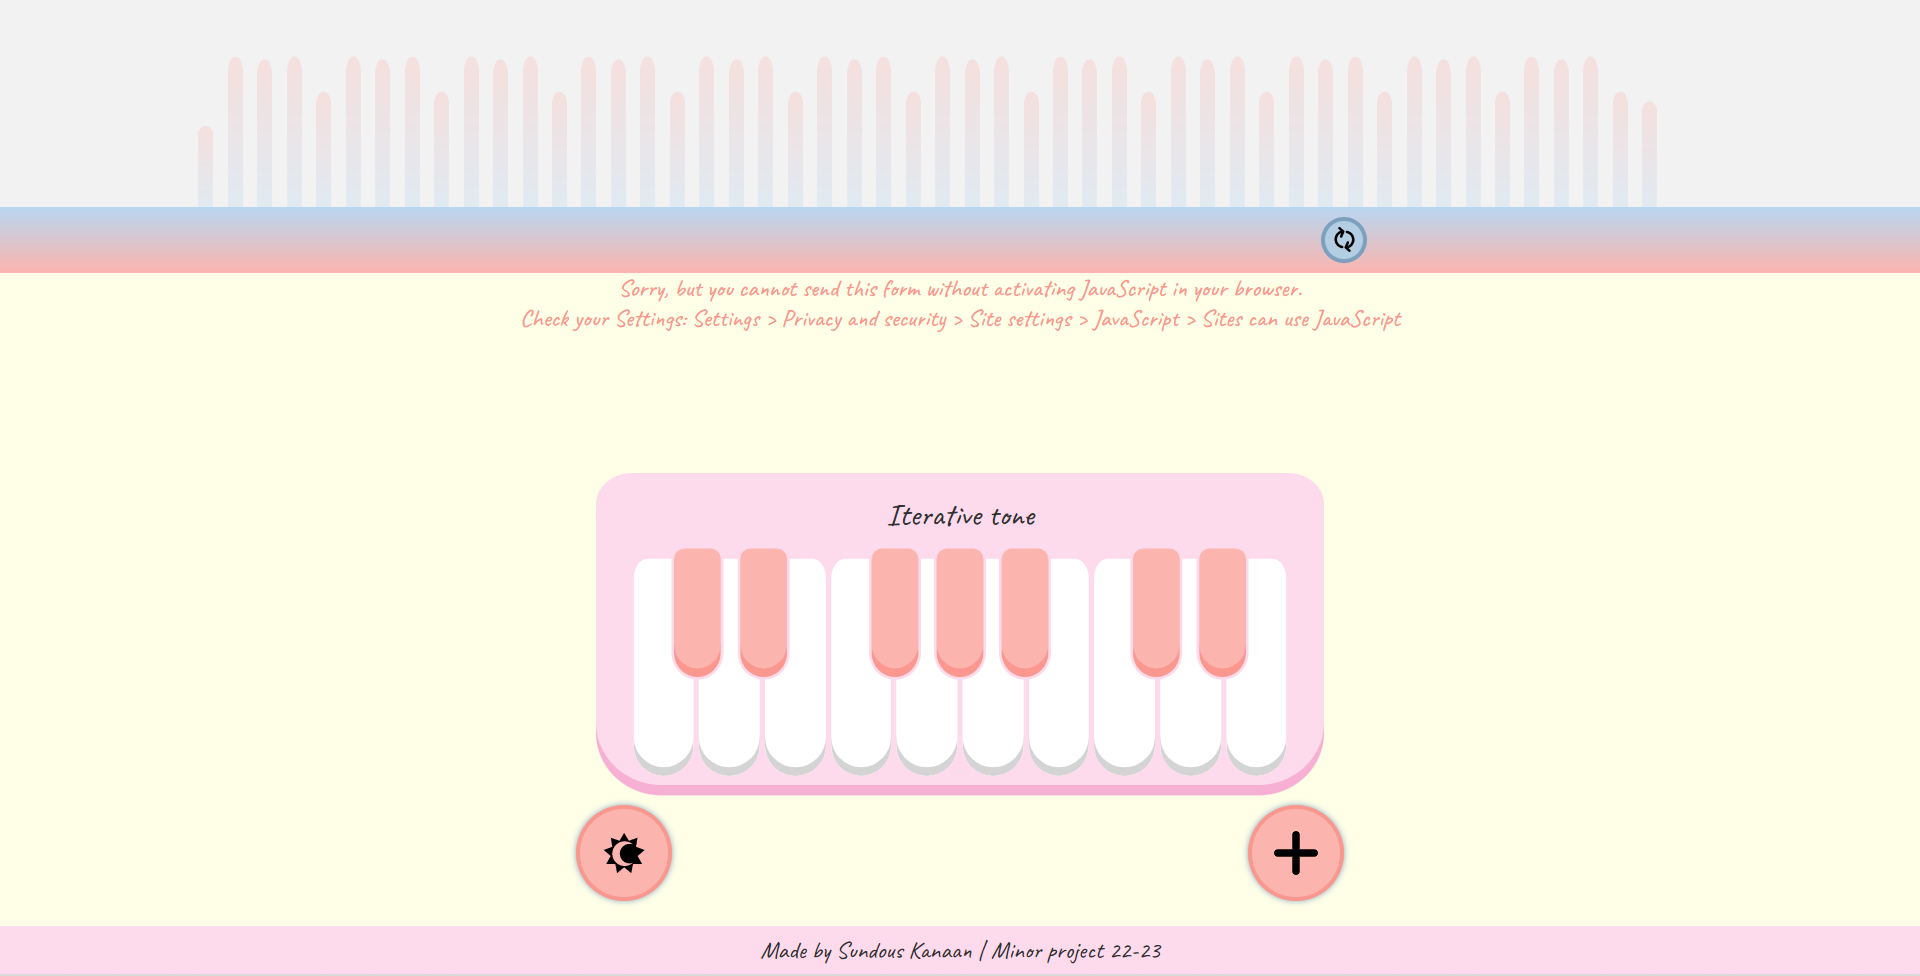 Sorry, but you cannot send this form without activating JavaScript in your browser.
Check your Settings: Settings > Privacy and security > Site settings > JavaScript > Sites can use JavaScript
Iterative tone
Made by Sundous Kanaan | Minor project 22-23